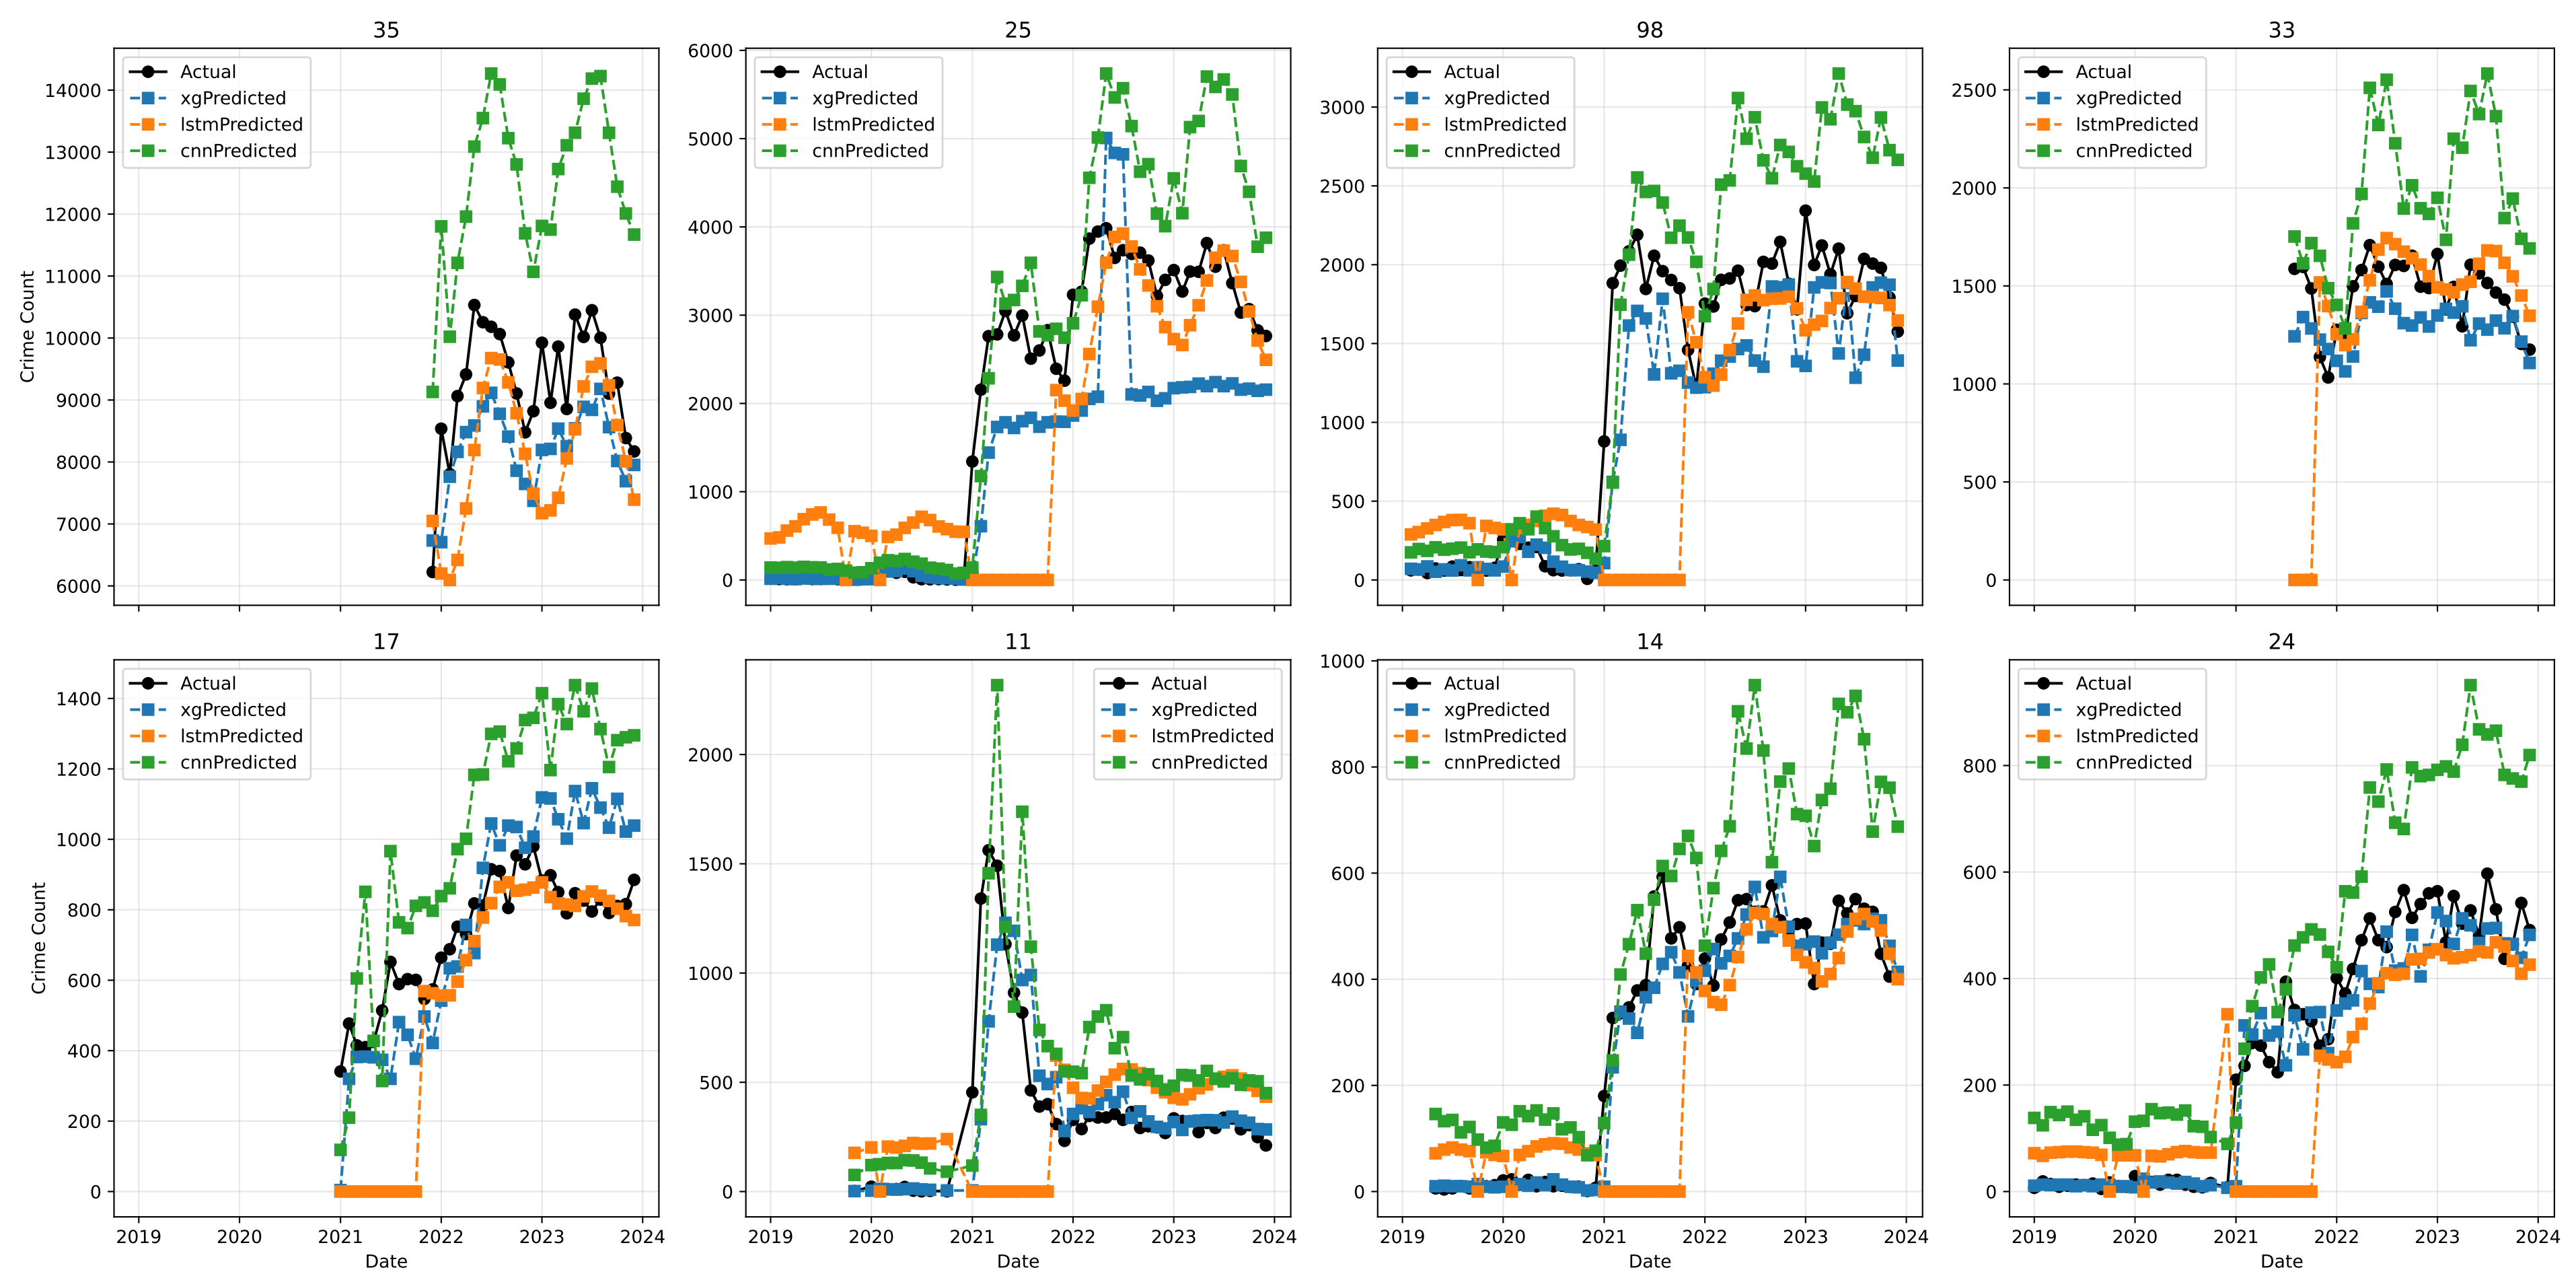 35
25
98
33
Crime Count
14000
13000
12000
11000
10000
9000
8000
7000
6000
Actual
xgPredicted
lstmPredicted
cnnPredicted
6000
5000
4000
3000
2000
1000
0
Actual
xgPredicted
lstmPredicted
cnnPredicted
3000
2500
2000
1500
1000
500
0
Actual
xgPredicted
lstmPredicted
cnnPredicted
2500
2000
1500
1000
500
0
Actual
xgPredicted
lstmPredicted
cnnPredicted
17
11
14
24
Crime Count
1400
1200
1000
800
600
400
200
0
Actual
xgPredicted
lstmPredicted
cnnPredicted
2019 2020 2021 2022 2023 2024
Date
2000
1500
1000
500
0
Actual
xgPredicted
lstmPredicted
cnnPredicted
2019 2020 2021 2022 2023 2024
Date
1000
800
600
400
200
0
Actual
xgPredicted
lstmPredicted
cnnPredicted
2019 2020 2021 2022 2023 2024
Date
800
600
400
200
0
Actual
xgPredicted
lstmPredicted
cnnPredicted
2019 2020 2021 2022 2023 2024
Date